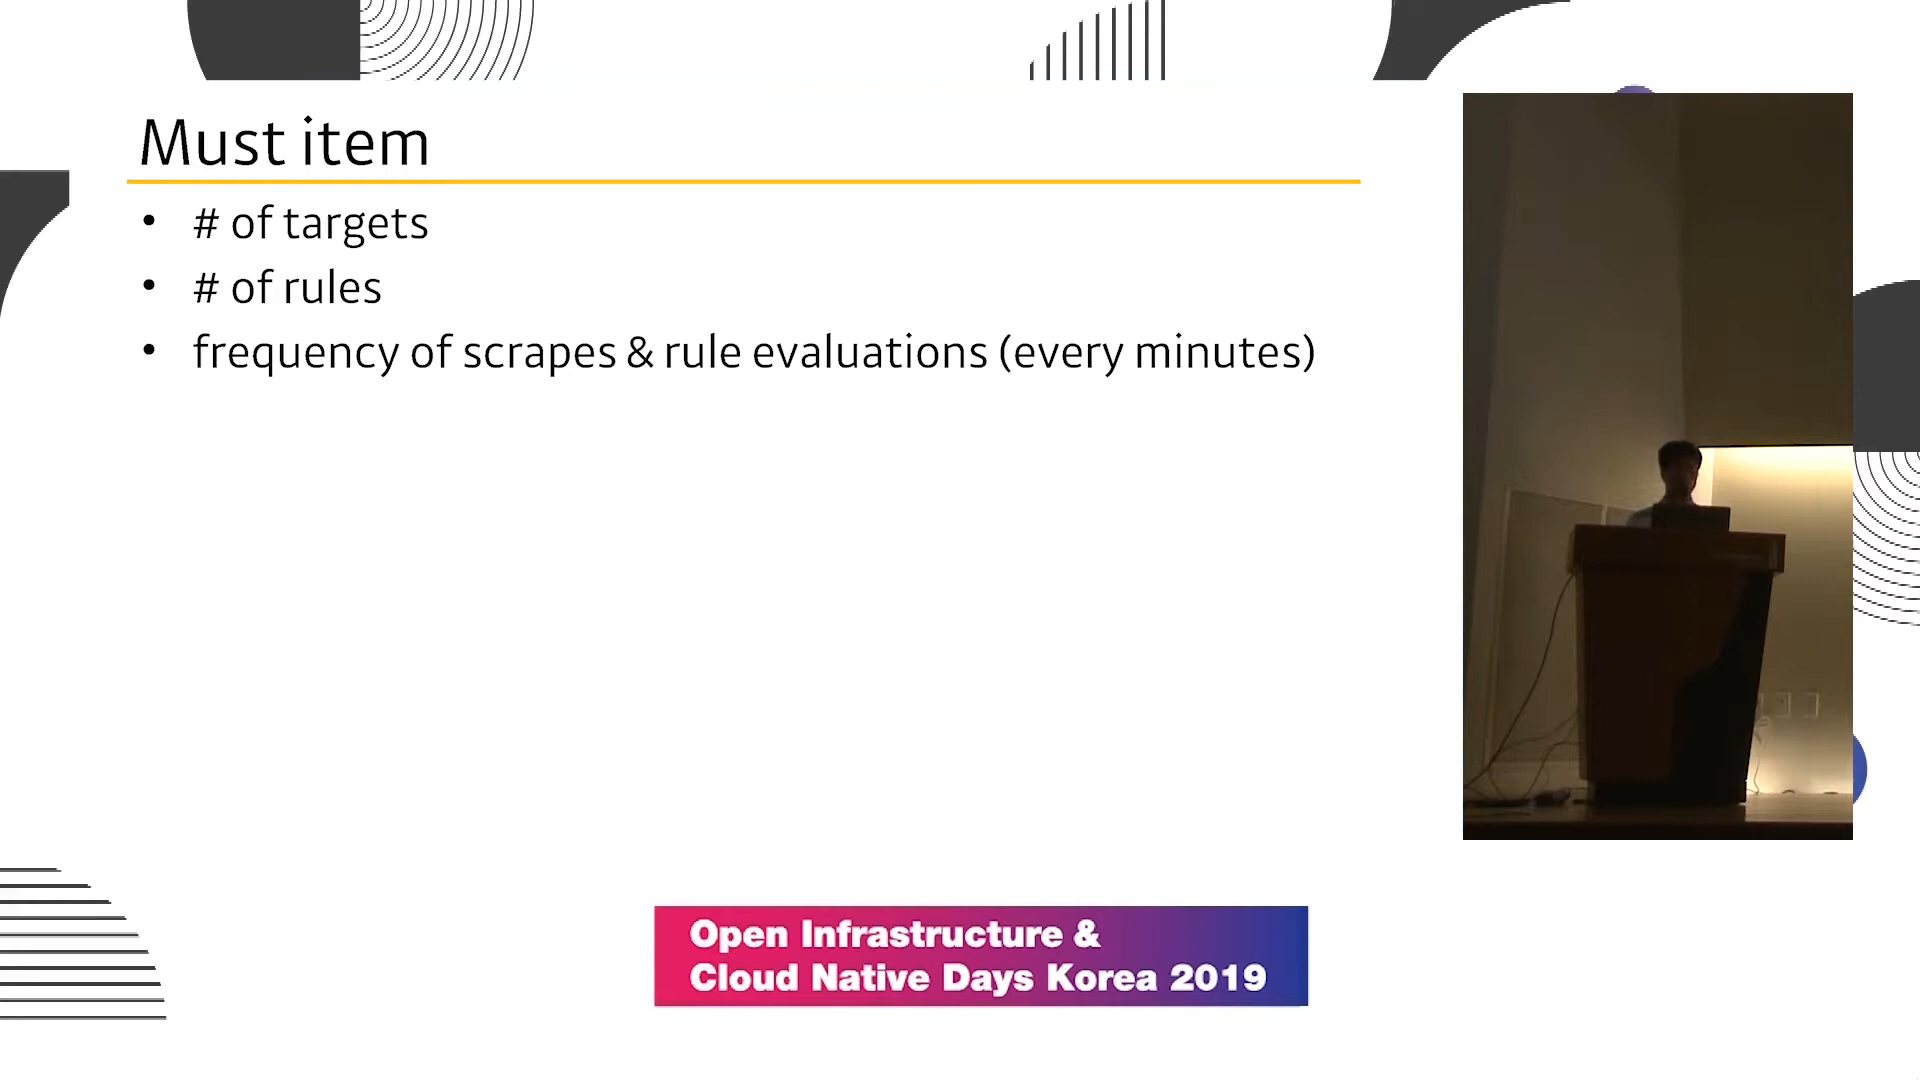 Must item
• # of targets
• # of rules
• frequency of scrapes & rule evaluations (every minutes)
Open Infrastructure &
Cloud Native Days Korea 2019